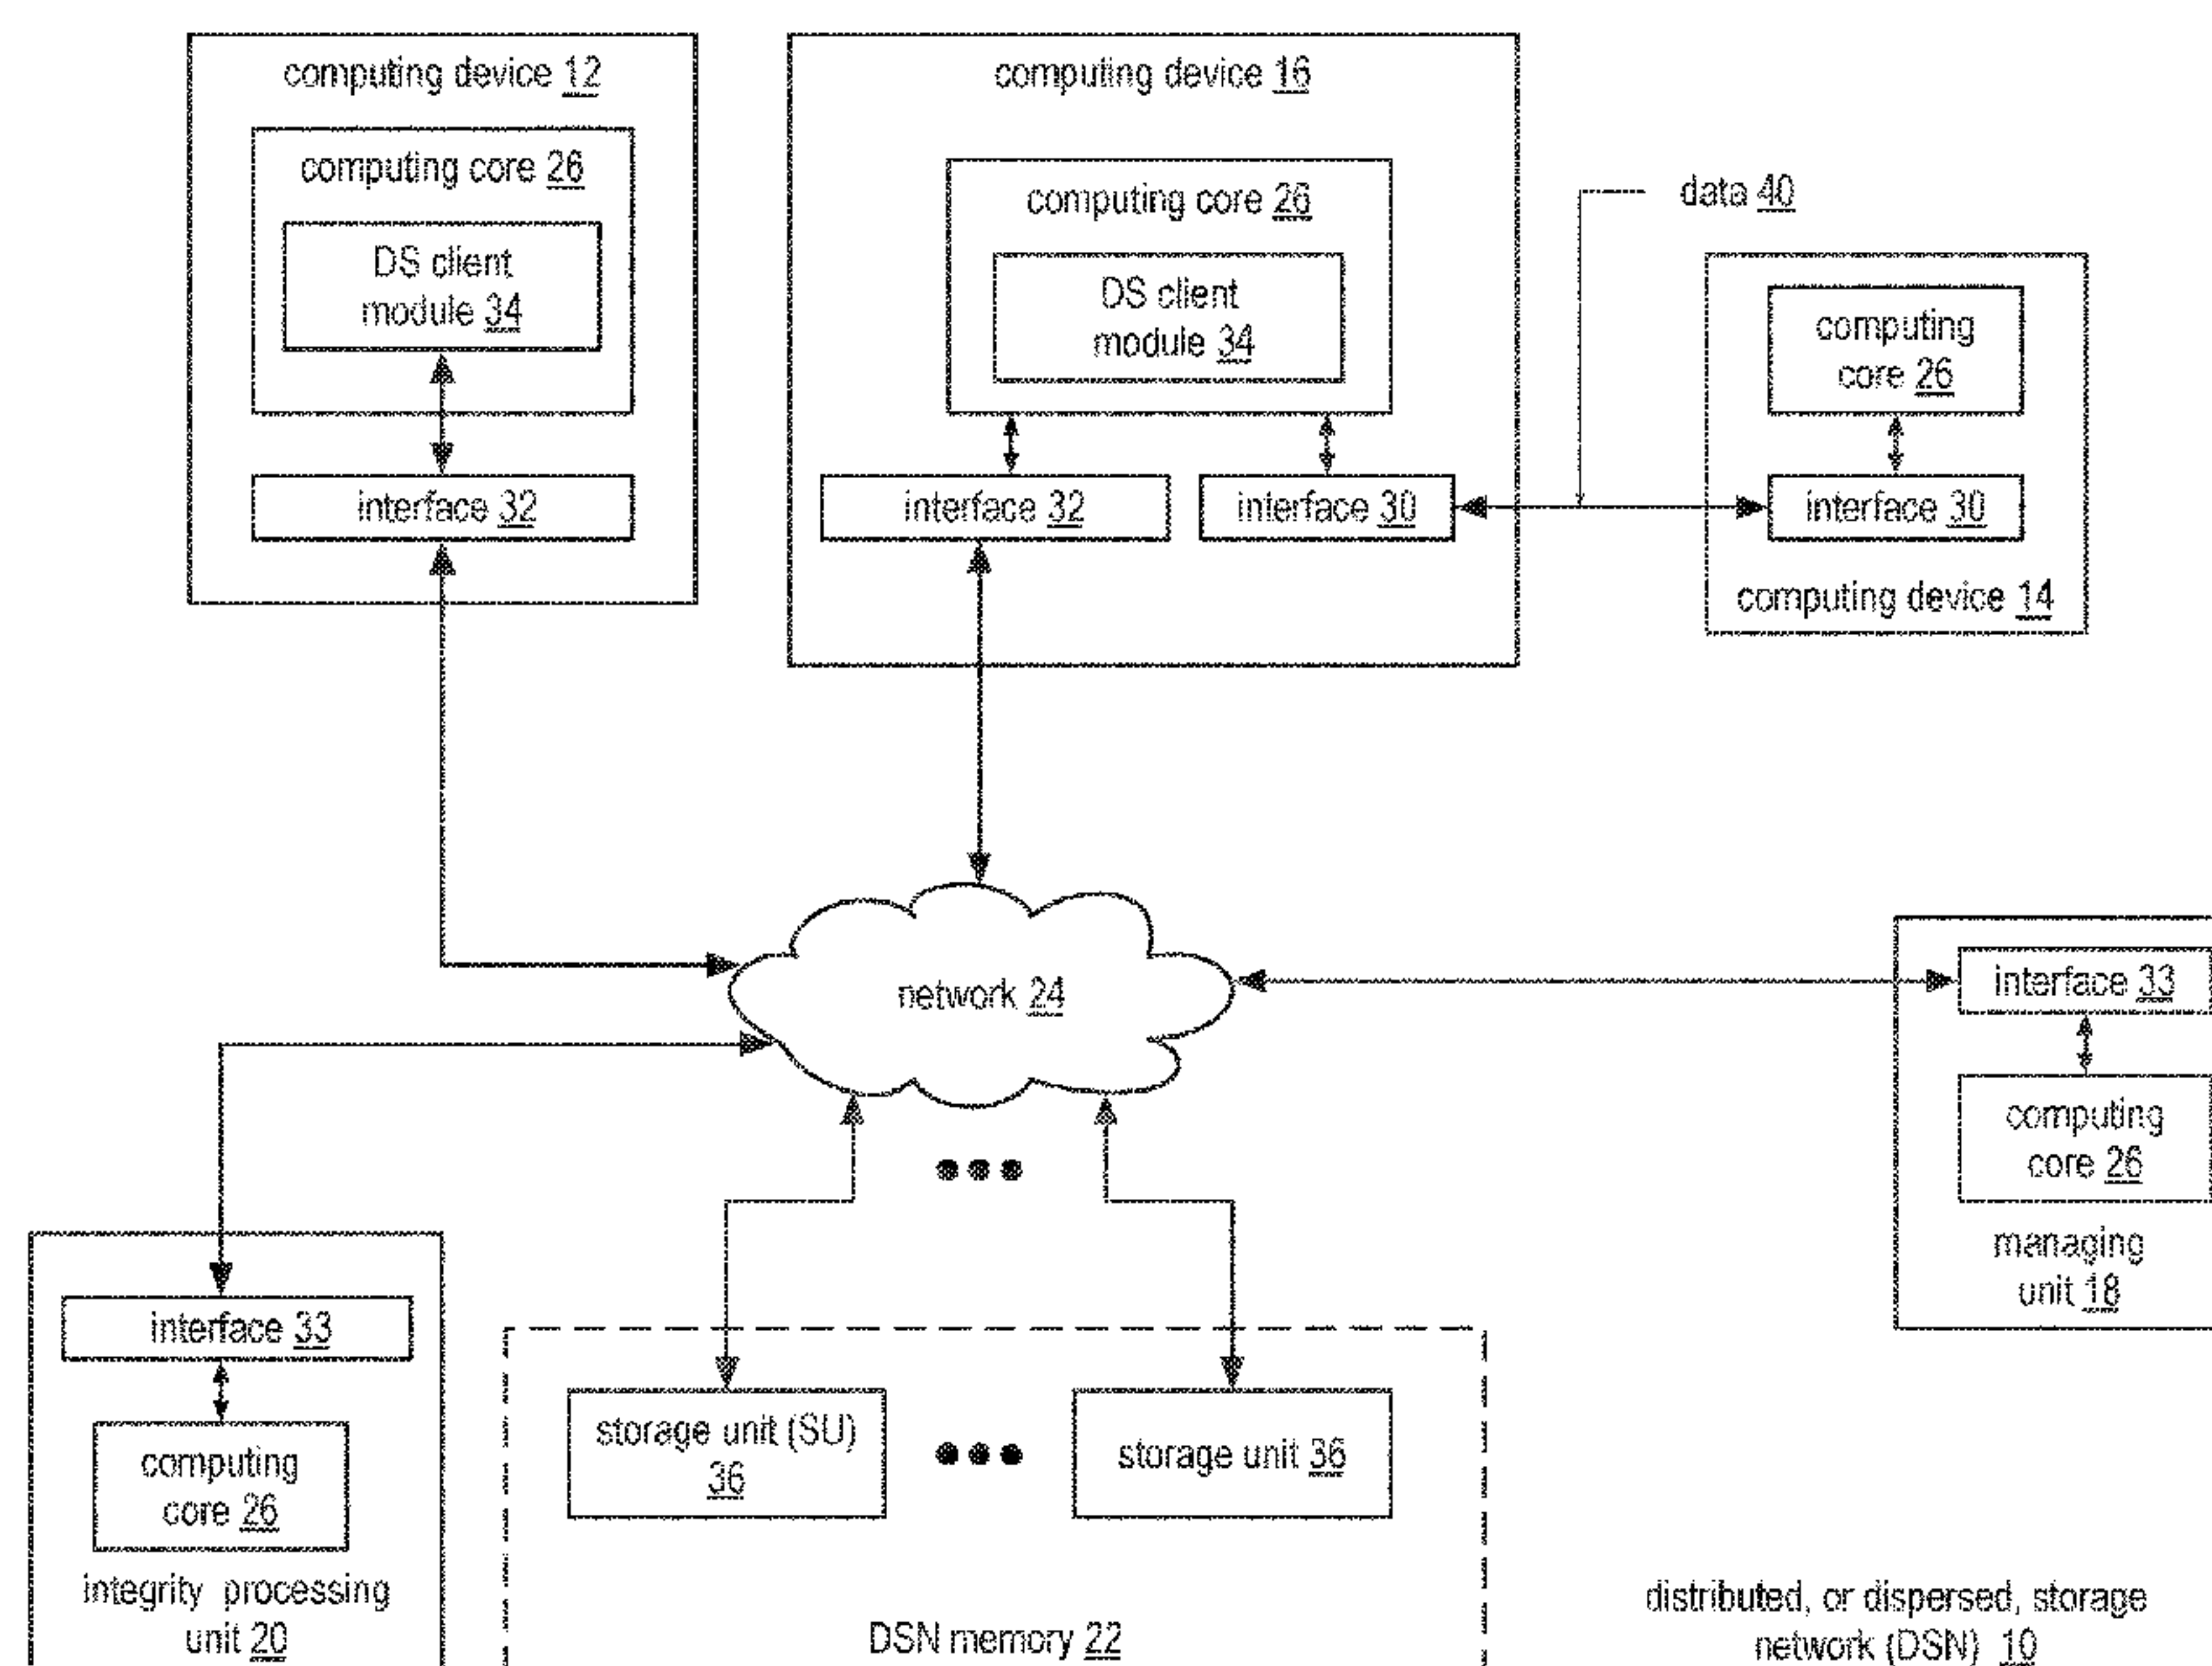 computing device 12
computing core 26
DS client
module 34
interface 32
computing device 16
computing core 26
DS client
module 34
interface 32
interface 30
data 40
computing
core 26
interface 30
computing device 14
network 24
interface 33
computing
core 26
managing
unit 18
interface 33
computing
core 26
integrity processing
unit 20
storage unit (SU)
36
storage unit 36
DSN memory 22
distributed, or dispersed, storage
network (DSN) 10